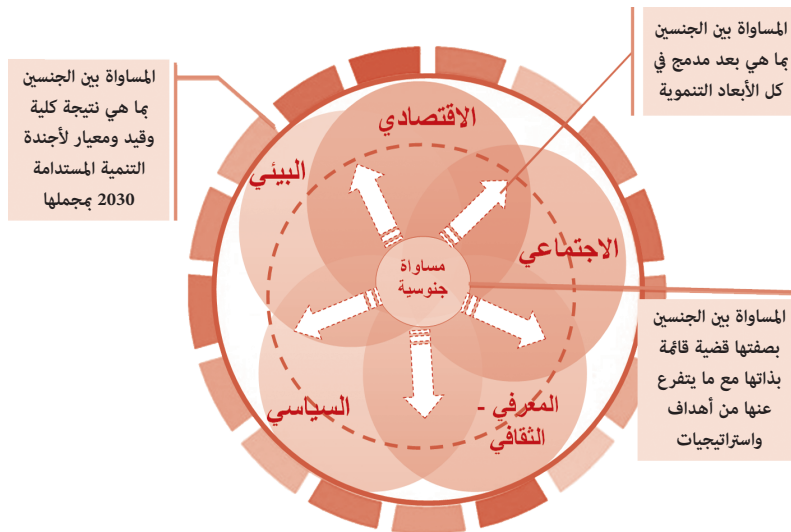 المساواة بين الجنسين
بما هي بعد مدمج في
كل الأبعاد التنموية
المساواة بين الجنسين
بما هي نتيجة كلية
وقيد ومعيار لأجندة
التنمية المستدامة
2030 بمجملها
الاقتصادي
البيئي
الاجتماعي
مساواة
جنوسية
المساواة بين الجنسين
بصفتها قضية قائمة
بذاتها مع ما يتفرع
عنها من أهداف
واستراتيجيات
السياسي
المعرفي -
الثقافي